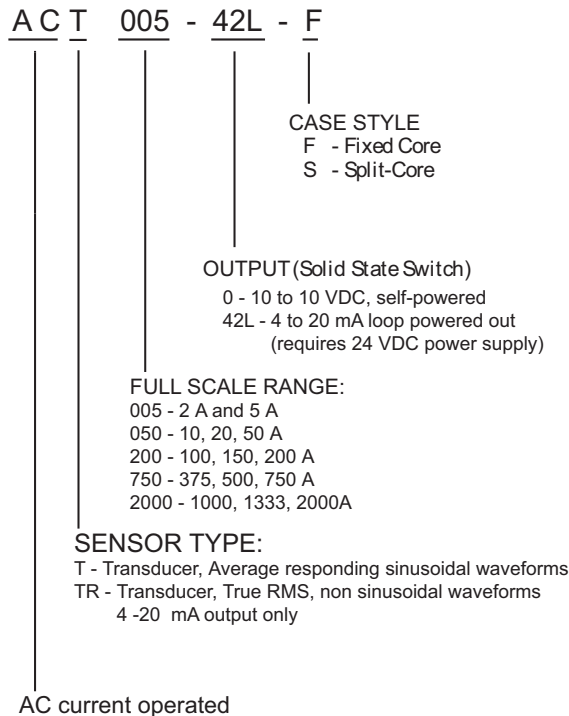 ACT 005 - 42L - F
CASE STYLE
F - Fixed Core
S - Split-Core
OUTPUT (Solid State Switch)
0 - 10 to 10 VDC, self-powered
42L - 4 to 20 mA loop powered out
(requires 24 VDC power supply)
FULL SCALE RANGE:
005 - 2 A and 5 A
050 - 10, 20, 50 A
200 - 100, 150, 200 A
750 - 375, 500, 750 A
2000 - 1000, 1333, 2000A
SENSOR TYPE:
T - Transducer, Average responding sinusoidal waveforms
TR - Transducer, True RMS, non sinusoidal waveforms
4 -20 mA output only
AC current operated